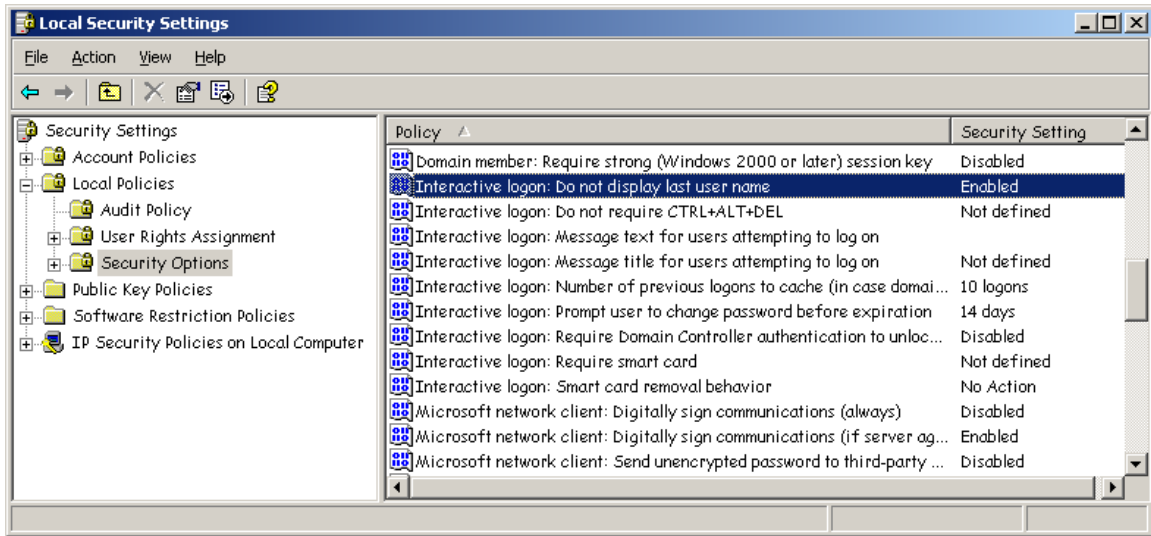 Local Security Settings
File Action View Help
Security Settings
Account Policies
Local Policies
Audit Policy
User Rights Assignment
Security Options
Public Key Policies
Software Restriction Policies
IP Security Policies on Local Computer
Policy Security Setting
Domain member: Require strong (Windows 2000 or later) session key Disabled
Interactive logon: Do not display last user name Enabled
Interactive logon: Do not require CTRL+ALT+DEL Not defined
Interactive logon: Message text for users attempting to log on
Interactive logon: Message title for users attempting to log on Not defined
Interactive logon: Number of previous logons to cache (in case domai... 10 logons
Interactive logon: Prompt user to change password before expiration 14 days
Interactive logon: Require Domain Controller authentication to unloc... Disabled
Interactive logon: Require smart card Not defined
Interactive logon: Smart card removal behavior No Action
Microsoft network client: Digitally sign communications (always) Disabled
Microsoft network client: Digitally sign communications (if server ag... Enabled
Microsoft network client: Send unencrypted password to third-party ... Disabled